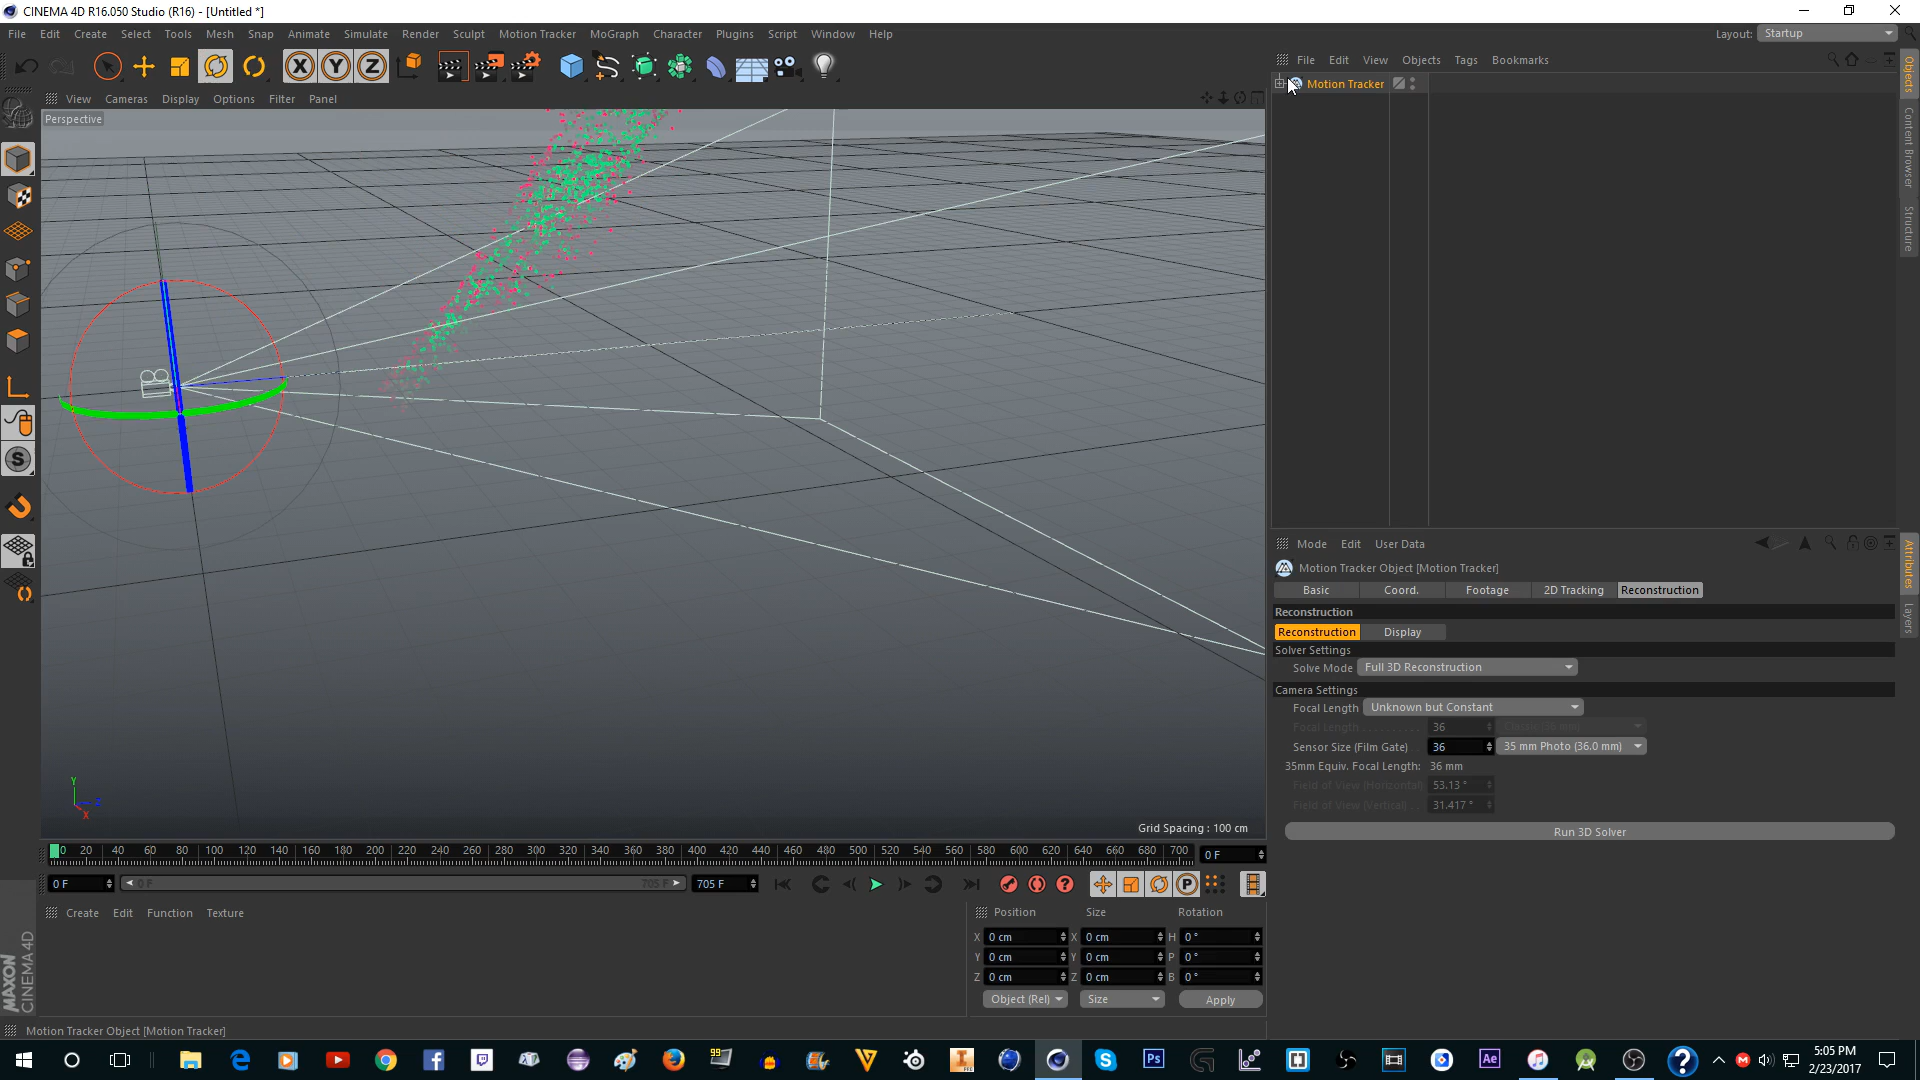 CINEMA 4D R16.050 Studio (R16) - [Untitled *]
File Edit Create Select Tools Mesh Snap Animate Simulate Render Sculpt Motion Tracker MoGraph Character Plugins Script Window Help Layout: Startup
File Edit View Objects Tags Bookmarks
View Cameras Display Options Filter Panel
Perspective
Motion Tracker
Objects
Content Browser
Structure
Mode Edit User Data
Motion Tracker Object [Motion Tracker]
Basic Coord. Footage 2D Tracking Reconstruction
Reconstruction
Reconstruction Display
Solver Settings
Solve Mode Full 3D Reconstruction
Camera Settings
Focal Length Unknown but Constant
Focal Length 36 Classic (36 mm)
Sensor Size (Film Gate) 36 35 mm Photo (36.0 mm)
35mm Equiv. Focal Length: 36 mm
Field of View (Horizontal) 53.13 °
Field of View (Vertical) 31.417 °
Run 3D Solver
Attributes
Layers
Y
Z
X
Grid Spacing : 100 cm
0 20 40 60 80 100 120 140 160 180 200 220 240 260 280 300 320 340 360 380 400 420 440 460 480 500 520 540 560 580 600 620 640 660 680 700 0 F
0 F 0 F 705 F 705 F
Create Edit Function Texture
Position Size Rotation
X 0 cm X 0 cm H 0 °
Y 0 cm Y 0 cm P 0 °
Z 0 cm Z 0 cm B 0 °
Object (Rel) Size Apply
MAXON
CINEMA 4D
Motion Tracker Object [Motion Tracker]
99
Ps
Ae
5:05 PM
2/23/2017